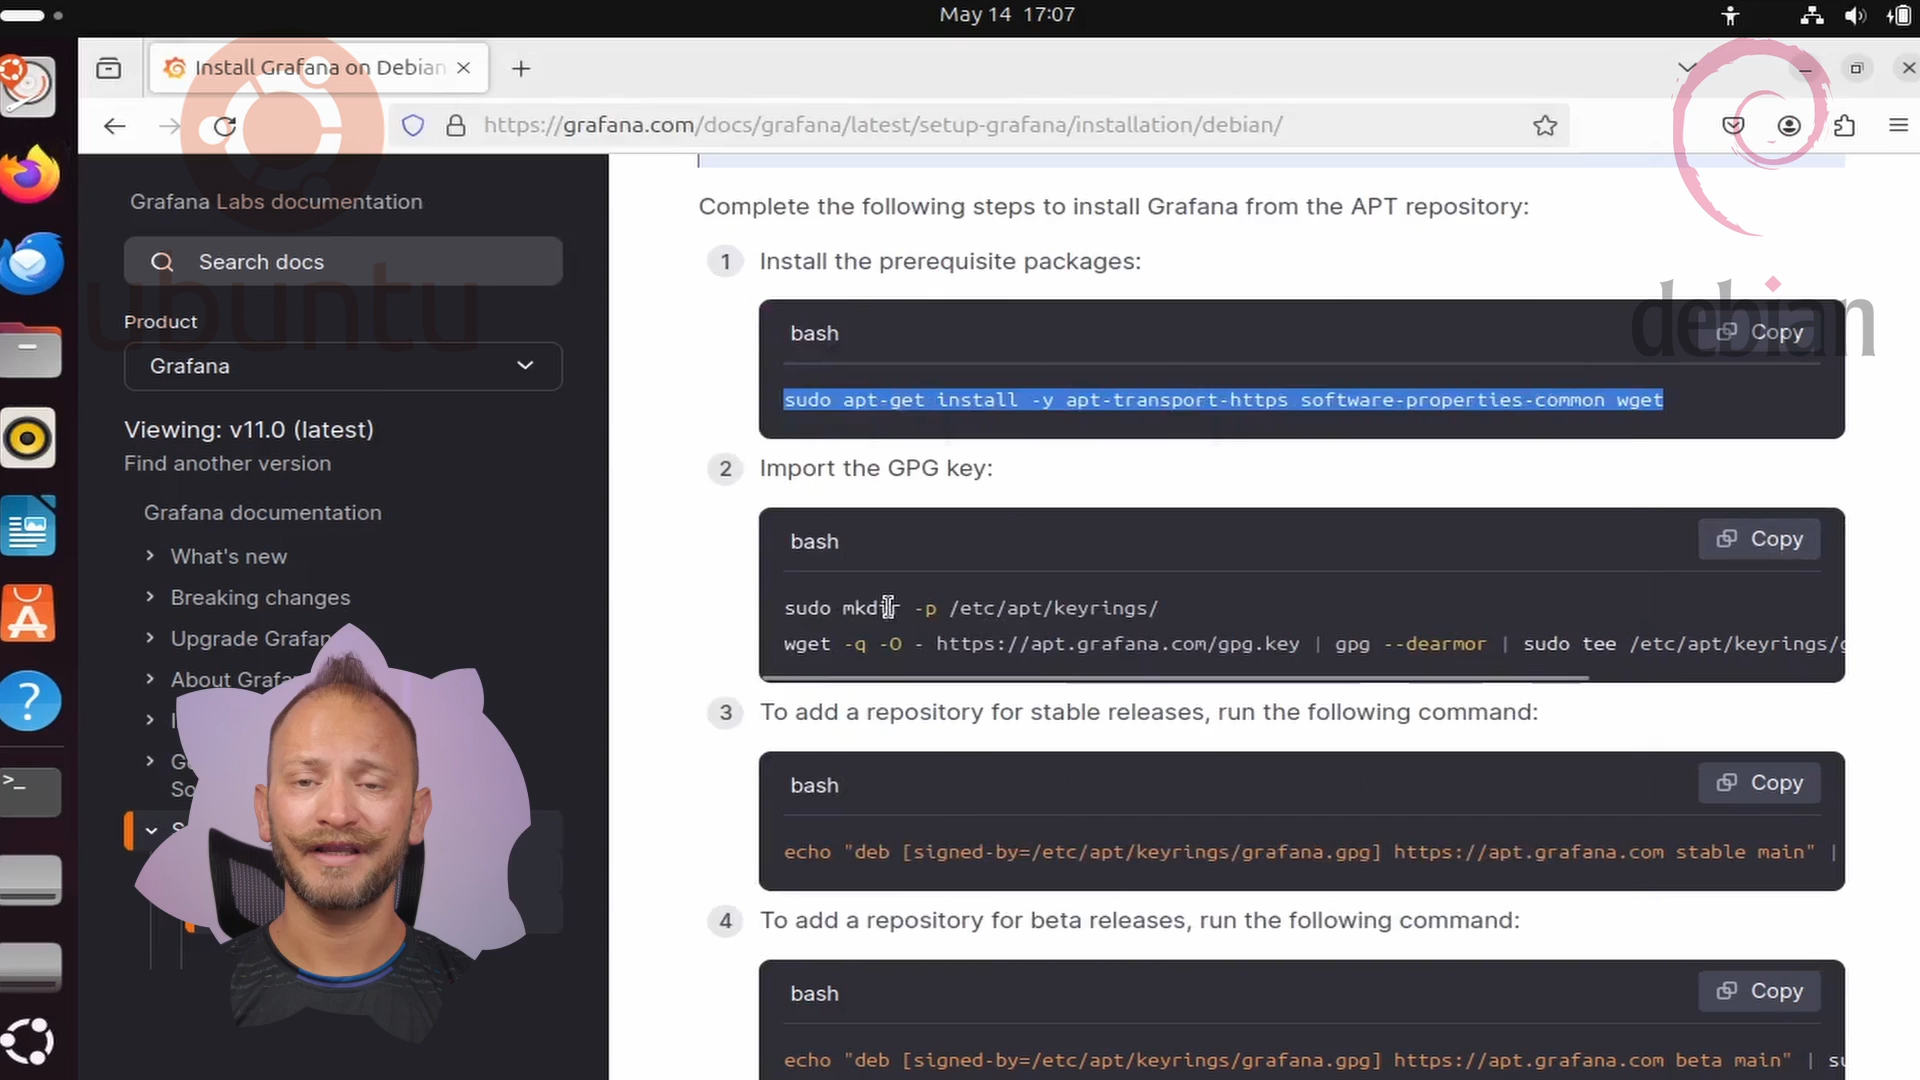 May 14 17:07
Install Grafana on Debian
https://grafana.com/docs/grafana/latest/setup-grafana/installation/debian/
Grafana Labs documentation
Search docs
ubuntu
Product
Grafana
Viewing: v11.0 (latest)
Find another version
Grafana documentation
What's new
Breaking changes
Upgrade Grafan
About Grafa
debian
Complete the following steps to install Grafana from the APT repository:
1 Install the prerequisite packages:
bash
Copy
sudo apt-get install -y apt-transport-https software-properties-common wget
2 Import the GPG key:
bash
Copy
sudo mkdir -p /etc/apt/keyrings/
wget -q -O - https://apt.grafana.com/gpg.key | gpg --dearmor | sudo tee /etc/apt/keyrings/g
3 To add a repository for stable releases, run the following command:
bash
Copy
echo "deb [signed-by=/etc/apt/keyrings/grafana.gpg] https://apt.grafana.com stable main" |
4 To add a repository for beta releases, run the following command:
bash
Copy
echo "deb [signed-by=/etc/apt/keyrings/grafana.gpg] https://apt.grafana.com beta main" | su